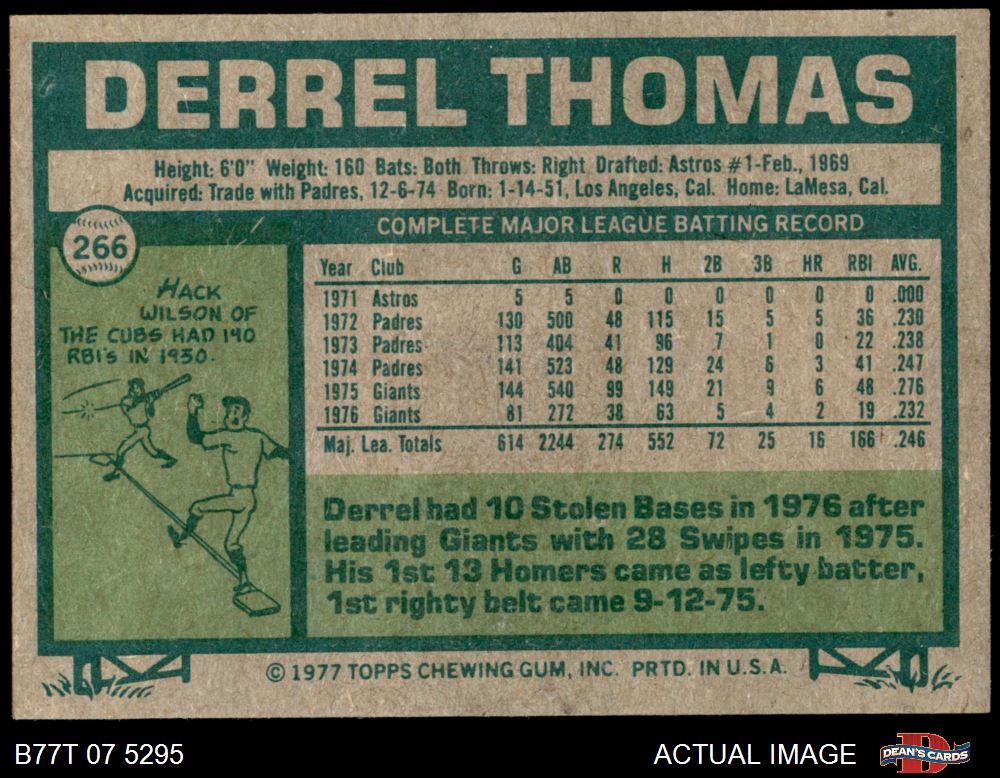 DERREL THOMAS
Height: 6'0" Weight: 160 Bats: Both Throws: Right Drafted: Astros #1-Feb., 1969
Acquired: Trade with Padres, 12-6-74 Born: 1-14-51, Los Angeles, Cal. Home: LaMesa, Cal.
266
HACK
WILSON OF
THE CUBS HAD 190
RBI'S IN 1930.
COMPLETE MAJOR LEAGUE BATTING RECORD
Year Club G AB R H 2B 3B HR RBI AVG.
1971 Astros 5 5 0 0 0 0 0 0 .000
1972 Padres 130 500 48 115 15 5 5 36 .230
1973 Padres 113 404 41 96 7 1 0 22 .238
1974 Padres 141 523 48 129 24 6 3 41 .247
1975 Giants 144 540 99 149 21 9 6 48 .276
1976 Giants 81 272 38 63 5 4 2 19 .232
Maj. Lea. Totals 614 2244 274 552 72 25 16 166 .246
Derrel had 10 Stolen Bases in 1976 after
leading Giants with 28 Swipes in 1975.
His 1st 13 Homers came as lefty batter,
1st righty belt came 9-12-75.
© 1977 TOPPS CHEWING GUM, INC. PRTD. IN U.S.A.
B77T 07 5295
ACTUAL IMAGE
D
DEAN'S CARDS